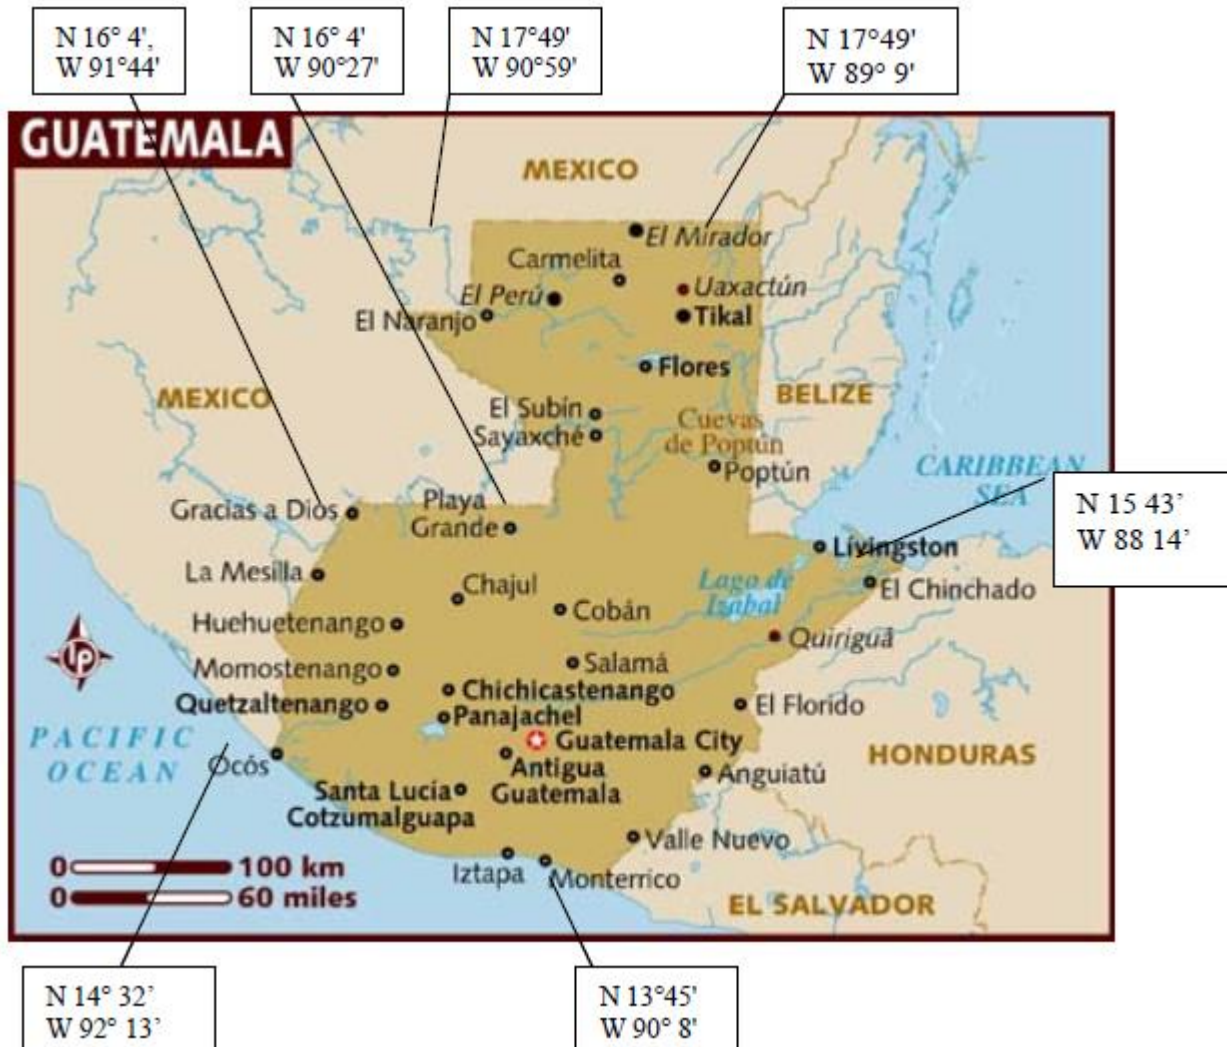 N 16° 4',
W 91°44'
N 16° 4'
W 90°27'
N 17°49'
W 90°59'
N 17°49'
W 89° 9'
GUATEMALA
MEXICO
El Mirador
Carmelita
El Perú
Uaxactún
El Naranjo
Tikal
Flores
MEXICO
BELIZE
El Subín
Sayaxché
Cuevas
de Poptún
Poptún
CARIBBEAN
SEA
N 15 43’
W 88 14’
Gracias a Dios
Playa
Grande
Livingston
La Mesilla
Chajul
Lago de
Izabal
El Chinchado
Cobán
Huehuetenango
Quiriguá
Momostenango
Salamá
Chichicastenango
Quetzaltenango
Panajachel
El Florido
PACIFIC
OCEAN
Guatemala City
HONDURAS
Ocós
Antigua
Guatemala
Anguiatú
Santa Lucía
Cotzumalguapa
Valle Nuevo
0 100 km
0 60 miles
Iztapa
Monterrico
EL SALVADOR
lp
N 14° 32’
W 92° 13’
N 13°45'
W 90° 8'